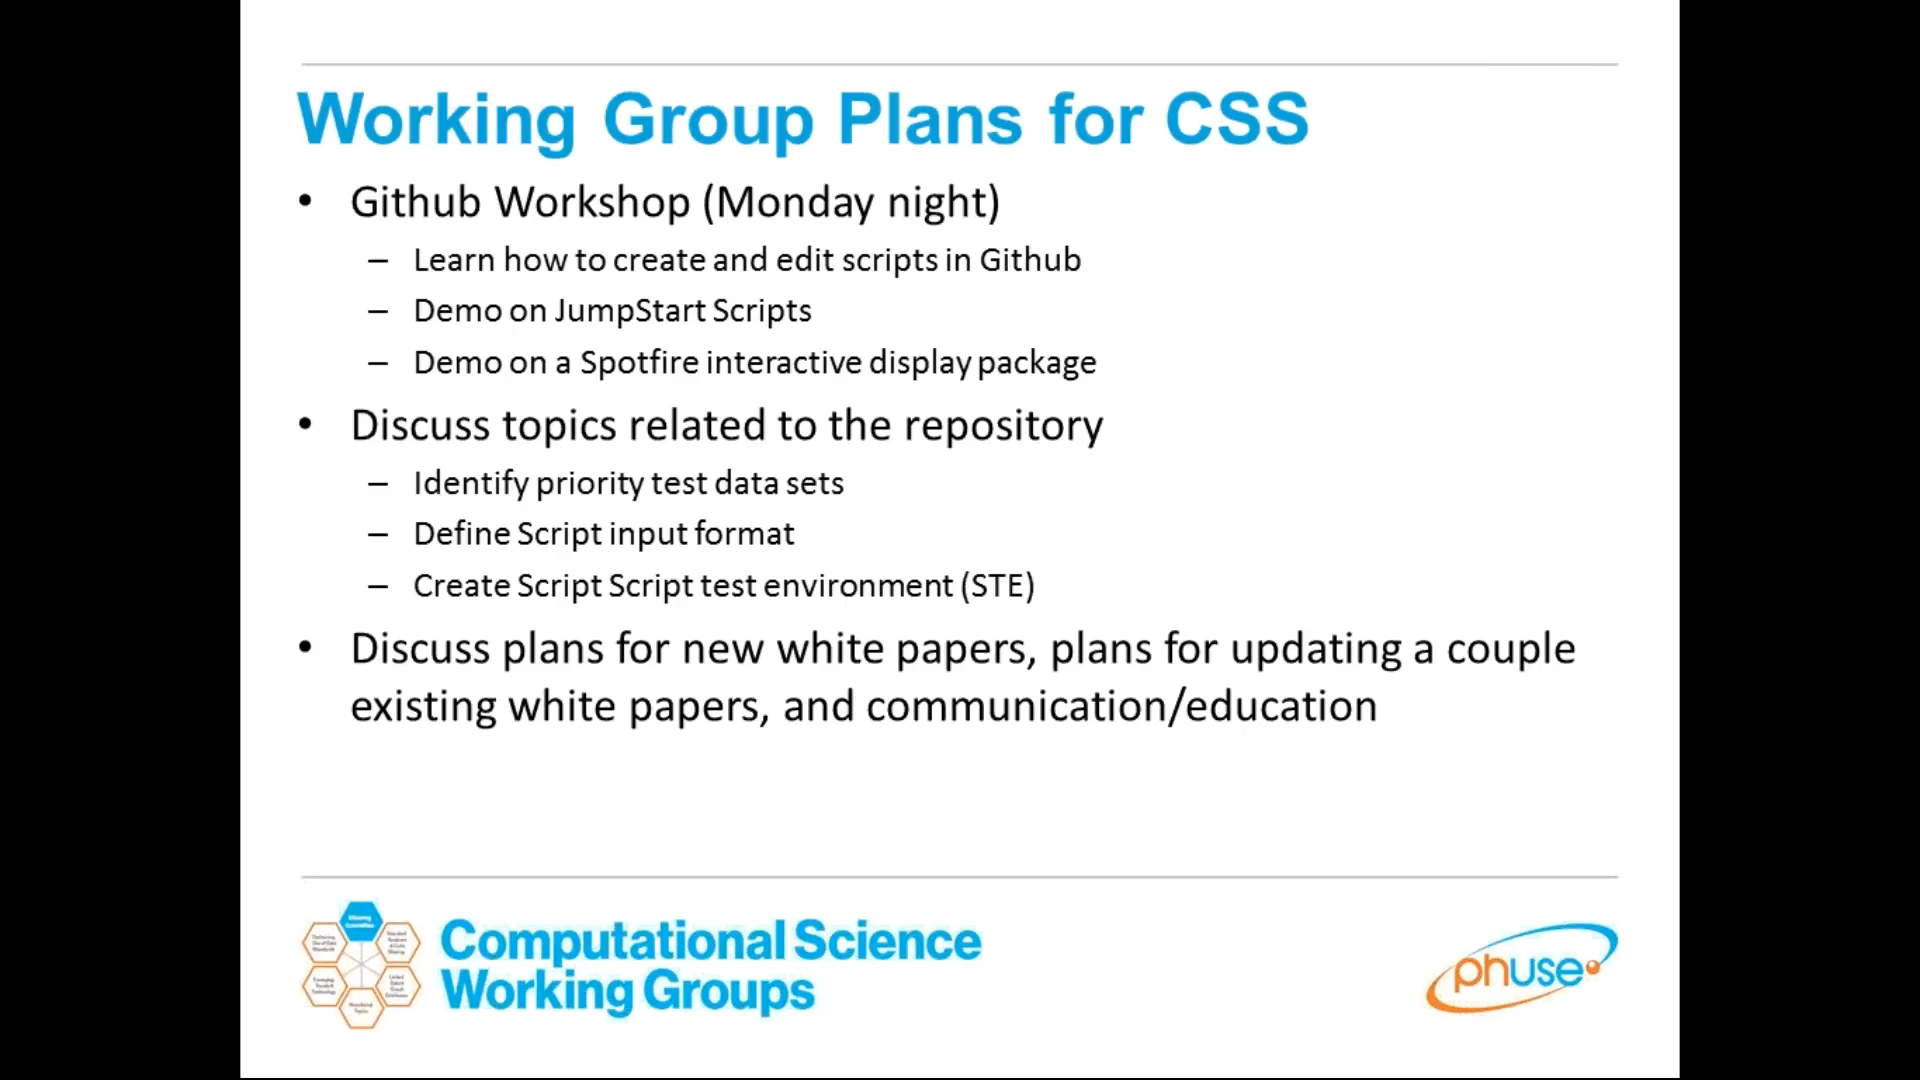 Working Group Plans for CSS
• Github Workshop (Monday night)
– Learn how to create and edit scripts in Github
– Demo on JumpStart Scripts
– Demo on a Spotfire interactive display package
• Discuss topics related to the repository
– Identify priority test data sets
– Define Script input format
– Create Script Script test environment (STE)
• Discuss plans for new white papers, plans for updating a couple
existing white papers, and communication/education
Computational Science
Working Groups
phuse